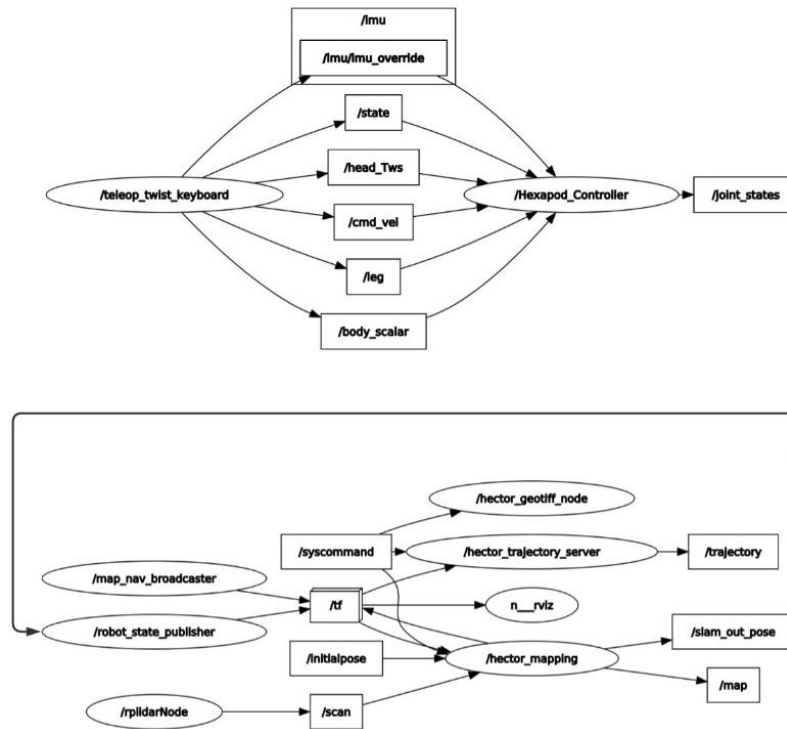 /imu
/imu/imu_override
/state
/head_Tws
/teleop_twist_keyboard
/Hexapod_Controller
/joint_states
/cmd_vel
/leg
/body_scalar
/hector_geotiff_node
/syscommand
/hector_trajectory_server
/trajectory
/map_nav_broadcaster
/tf
n___rviz
/robot_state_publisher
/slam_out_pose
/initialpose
/hector_mapping
/map
/rplidarNode
/scan